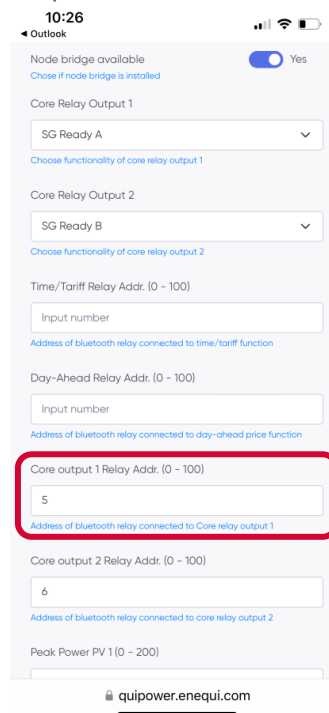 10:26
◀ Outlook
Node bridge available
Yes
Chose if node bridge is installed
Core Relay Output 1
SG Ready A
Choose functionality of core relay output 1
Core Relay Output 2
SG Ready B
Choose functionality of core relay output 2
Time/Tariff Relay Addr. (0 - 100)
Input number
Address of bluetooth relay connected to time/tariff function
Day-Ahead Relay Addr. (0 - 100)
Input number
Address of bluetooth relay connected to day-ahead price function
Core output 1 Relay Addr. (0 - 100)
5
Address of bluetooth relay connected to Core relay output 1
Core output 2 Relay Addr. (0 - 100)
6
Address of bluetooth relay connected to core relay output 2
Peak Power PV 1 (0 - 200)
quipower.enequi.com